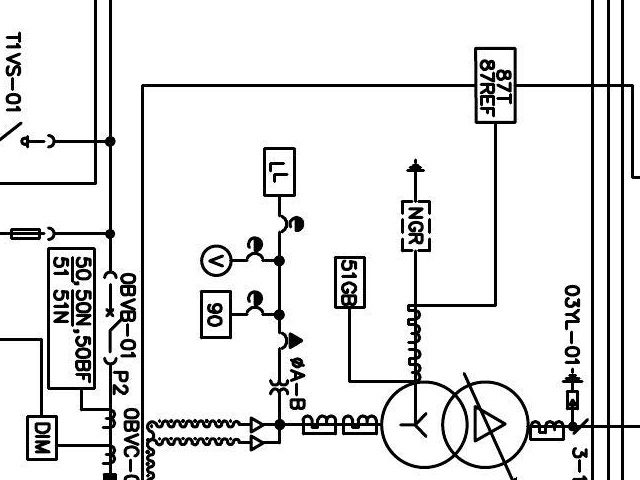 T1VS-01
87T
87REF
LL
NGR
V
51GB
90
50,50N,50BF
51 51N
0BVB-01
P2
øA-B
03YL-01
0BVC-0
DIM
3-1